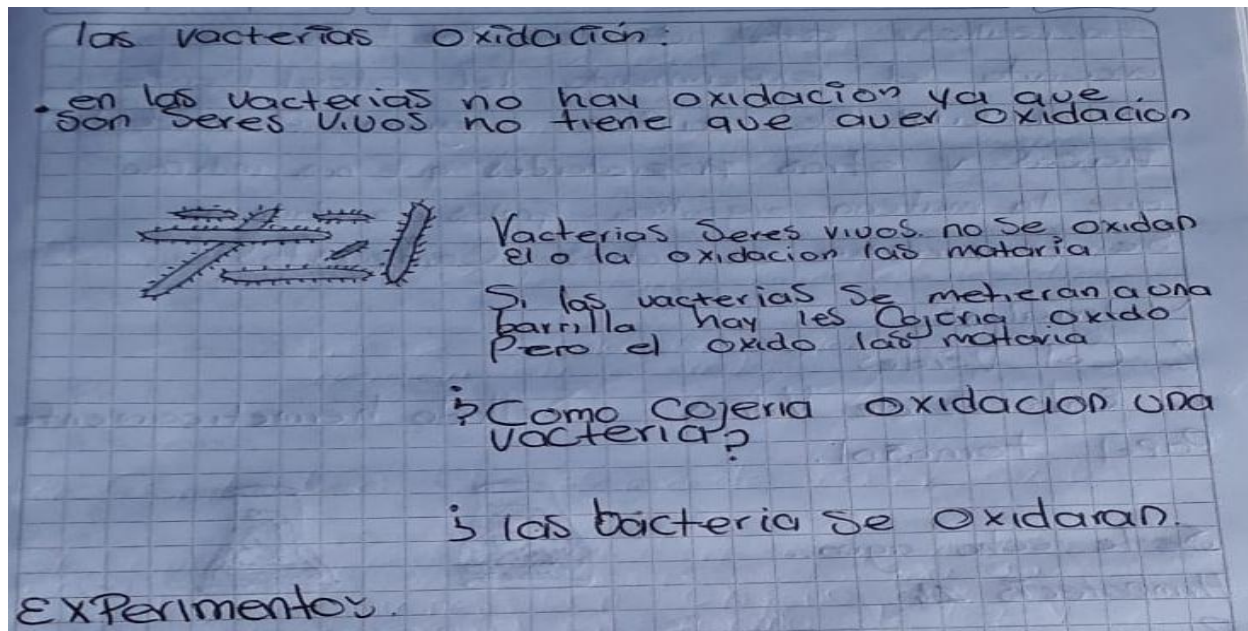 las vacterias oxidación:
• en las vacterias no hay oxidacion ya que
son seres vivos no tiene que aver oxidacion
Vacterias seres vivos no se oxidan
el o la oxidacion las mataria
Si las vacterias se metieran a una
barrilla hay les cojeria oxido
Pero el oxido las mataria
¿Como cojeria oxidacion una
vacteria?
¿ las bacteria se oxidaran.
Experimentos.